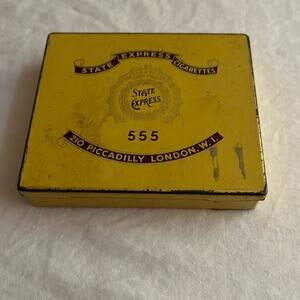 STATE EXPRESS CIGARETTES
STATE
EXPRESS
555
210 PICCADILLY LONDON. W.1.